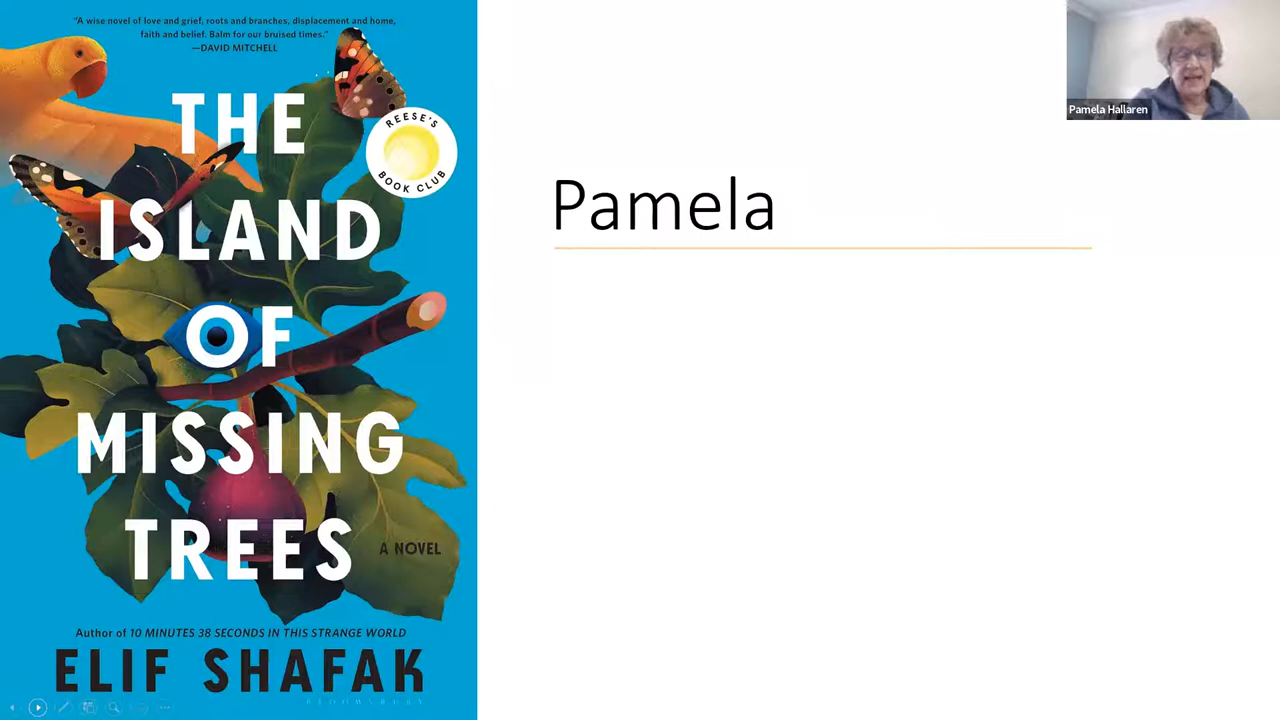 “A wise novel of love and grief, roots and branches, displacement and home,
faith and belief. Balm for our bruised times.”
—DAVID MITCHELL
THE
ISLAND
OF
MISSING
TREES
REESE'S
BOOK CLUB
A NOVEL
Author of 10 MINUTES 38 SECONDS IN THIS STRANGE WORLD
ELIF SHAFAK
BLOOMSBURY
Pamela
Pamela Hallaren